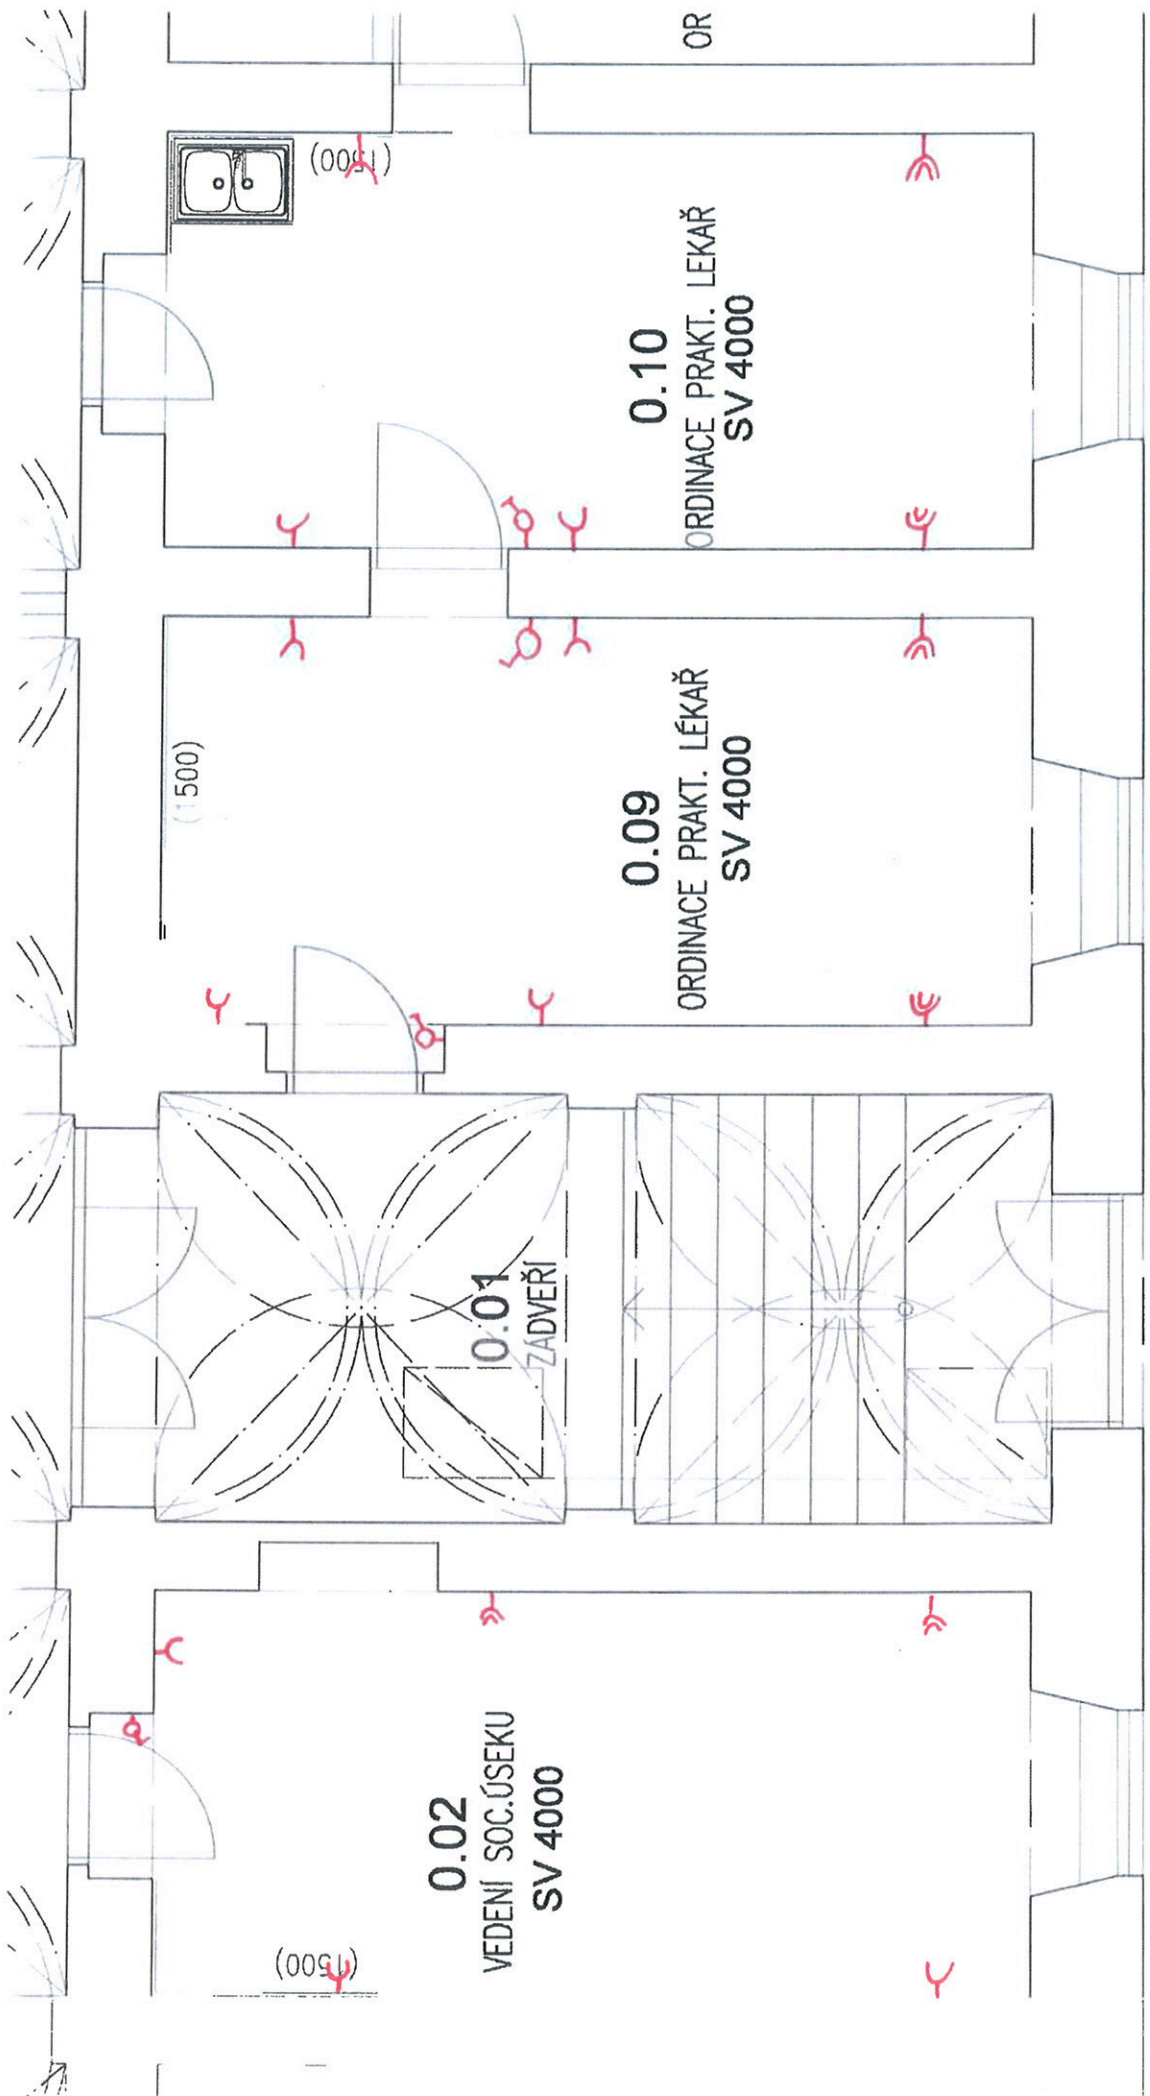 (1500)
0.02
VEDENÍ SOC.ÚSEKU
SV 4000
0.01
ZÁDVEŘÍ
(1500)
0.09
ORDINACE PRAKT. LÉKAŘ
SV 4000
(1500)
0.10
ORDINACE PRAKT. LEKAŘ
SV 4000
OR